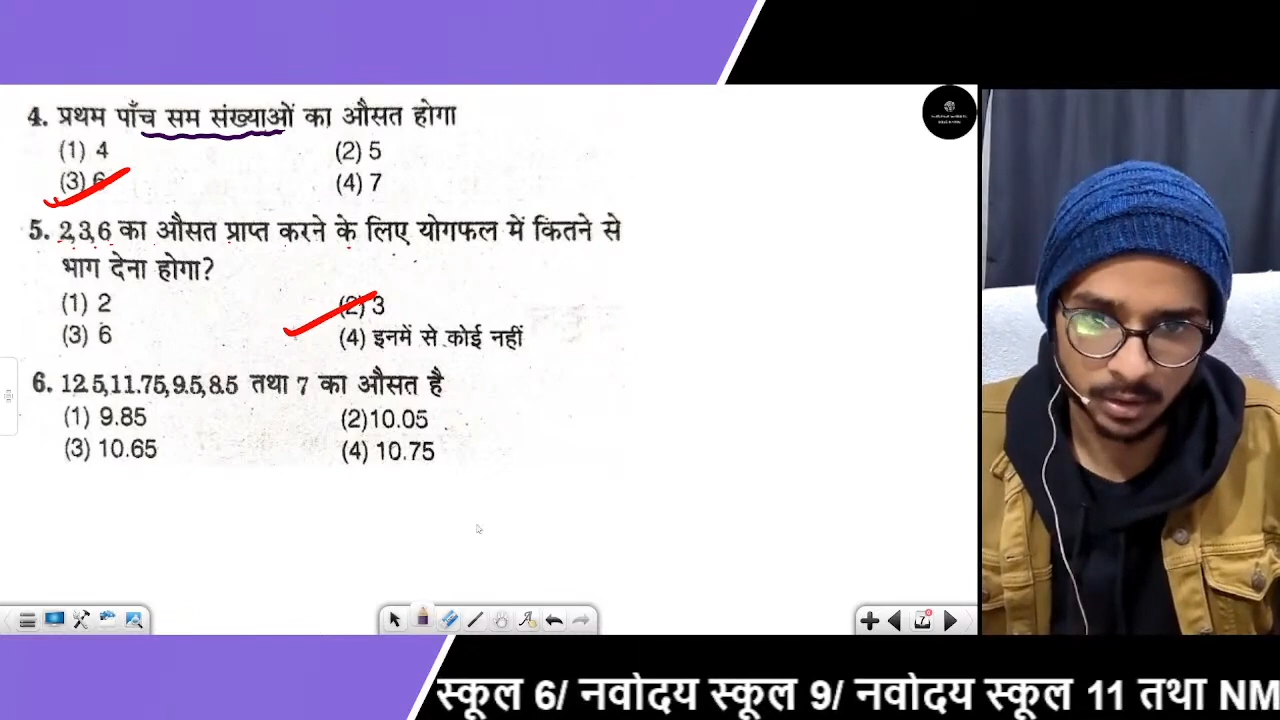 4. प्रथम पाँच सम संख्याओं का औसत होगा
(1) 4 (2) 5
(3) 6 (4) 7
5. 2,3,6 का औसत प्राप्त करने के लिए योगफल में कितने से
भाग देना होगा?
(1) 2 (2) 3
(3) 6 (4) इनमें से कोई नहीं
6. 12.5,11.75,9.5,8.5 तथा 7 का औसत है
(1) 9.85 (2)10.05
(3) 10.65 (4) 10.75
7
स्कूल 6/ नवोदय स्कूल 9/ नवोदय स्कूल 11 तथा NM